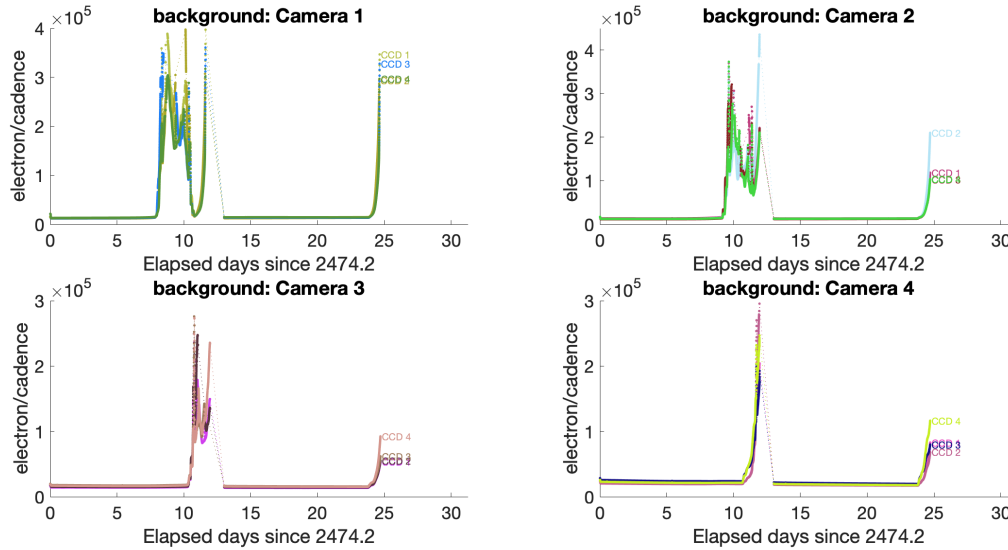 background: Camera 1
×10^5
electron/cadence
4
3
2
1
0
0 5 10 15 20 25 30
Elapsed days since 2474.2
CCD 1
CCD 3
CCD 4
background: Camera 2
×10^5
electron/cadence
4
3
2
1
0
0 5 10 15 20 25 30
Elapsed days since 2474.2
CCD 2
CCD 1
CCD 3
background: Camera 3
×10^5
electron/cadence
3
2
1
0
0 5 10 15 20 25 30
Elapsed days since 2474.2
CCD 4
background: Camera 4
×10^5
electron/cadence
3
2
1
0
0 5 10 15 20 25 30
Elapsed days since 2474.2
CCD 4
CCD 3
CCD 2